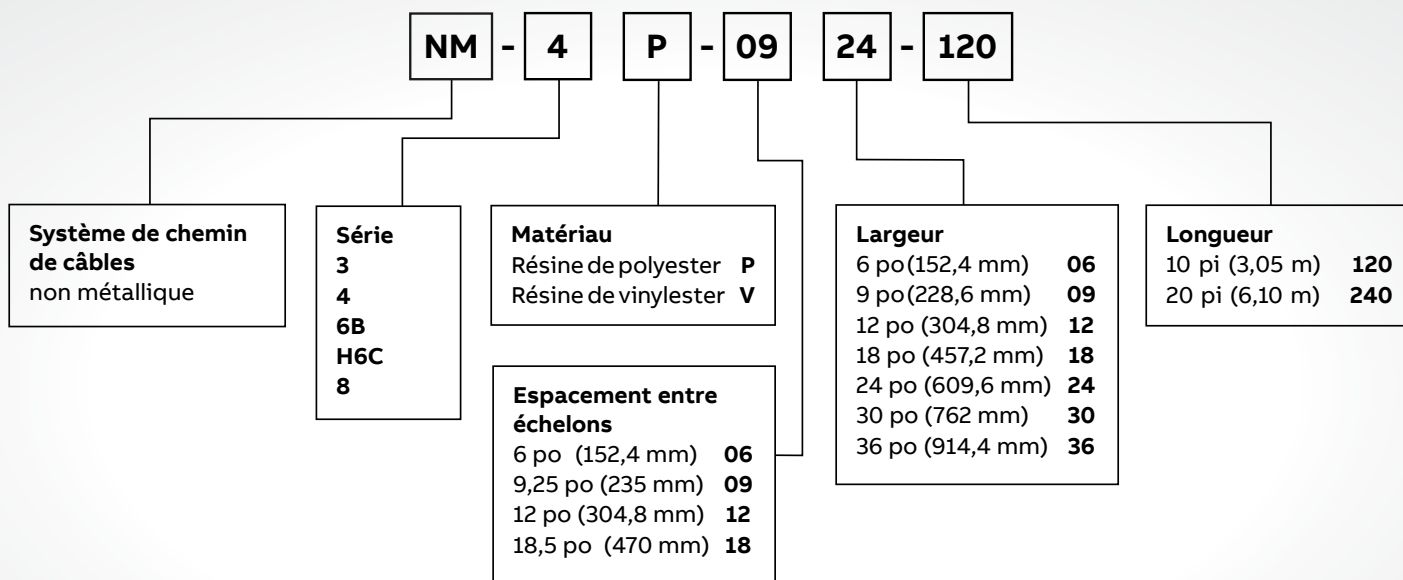 NM - 4 P - 09 24 - 120
Système de chemin
de câbles
non métallique
Série
3
4
6B
H6C
8
Matériau
Résine de polyester P
Résine de vinylester V
Espacement entre
échelons
6 po (152,4 mm) 06
9,25 po (235 mm) 09
12 po (304,8 mm) 12
18,5 po (470 mm) 18
Largeur
6 po (152,4 mm) 06
9 po (228,6 mm) 09
12 po (304,8 mm) 12
18 po (457,2 mm) 18
24 po (609,6 mm) 24
30 po (762 mm) 30
36 po (914,4 mm) 36
Longueur
10 pi (3,05 m) 120
20 pi (6,10 m) 240